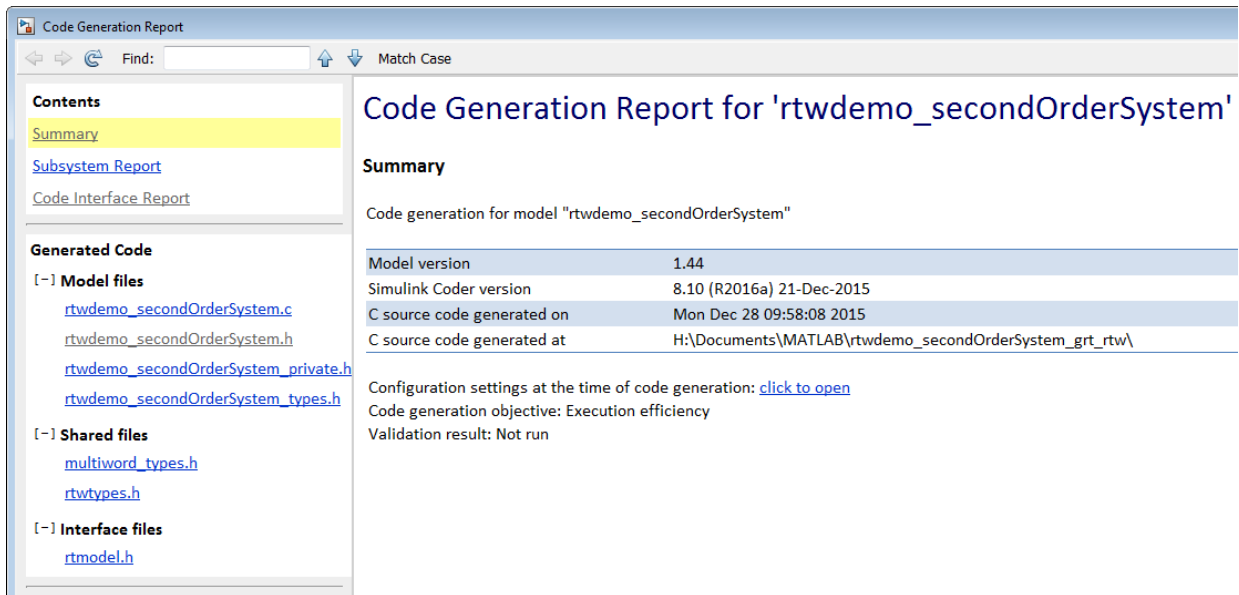 Code Generation Report
Find:
Match Case
Contents
Summary
Subsystem Report
Code Interface Report
Generated Code
[-] Model files
rtwdemo_secondOrderSystem.c
rtwdemo_secondOrderSystem.h
rtwdemo_secondOrderSystem_private.h
rtwdemo_secondOrderSystem_types.h
[-] Shared files
multiword_types.h
rtwtypes.h
[-] Interface files
rtmodel.h
Code Generation Report for 'rtwdemo_secondOrderSystem'
Summary
Code generation for model "rtwdemo_secondOrderSystem"
Model version 1.44
Simulink Coder version 8.10 (R2016a) 21-Dec-2015
C source code generated on Mon Dec 28 09:58:08 2015
C source code generated at H:\Documents\MATLAB\rtwdemo_secondOrderSystem_grt_rtw\
Configuration settings at the time of code generation: click to open
Code generation objective: Execution efficiency
Validation result: Not run